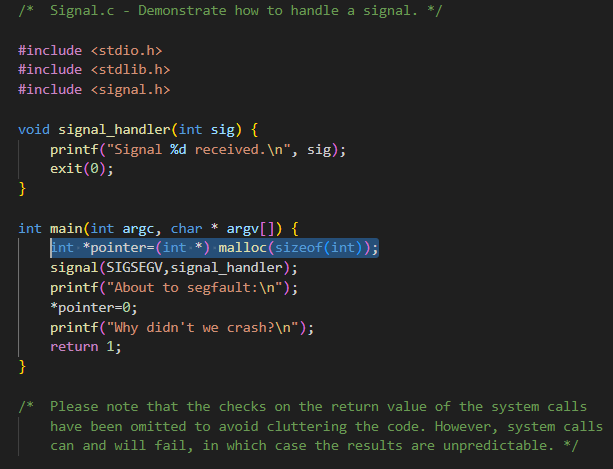 /*  Signal.c - Demonstrate how to handle a signal. */
#include <stdio.h>
#include <stdlib.h>
#include <signal.h>
void signal_handler(int sig) {
    printf("Signal %d received.\n", sig);
    exit(0);
}
int main(int argc, char * argv[]) {
    int *pointer=(int *) malloc(sizeof(int));
    signal(SIGSEGV,signal_handler);
    printf("About to segfault:\n");
    *pointer=0;
    printf("Why didn't we crash?\n");
    return 1;
}
/*  Please note that the checks on the return value of the system calls
    have been omitted to avoid cluttering the code. However, system calls
    can and will fail, in which case the results are unpredictable. */